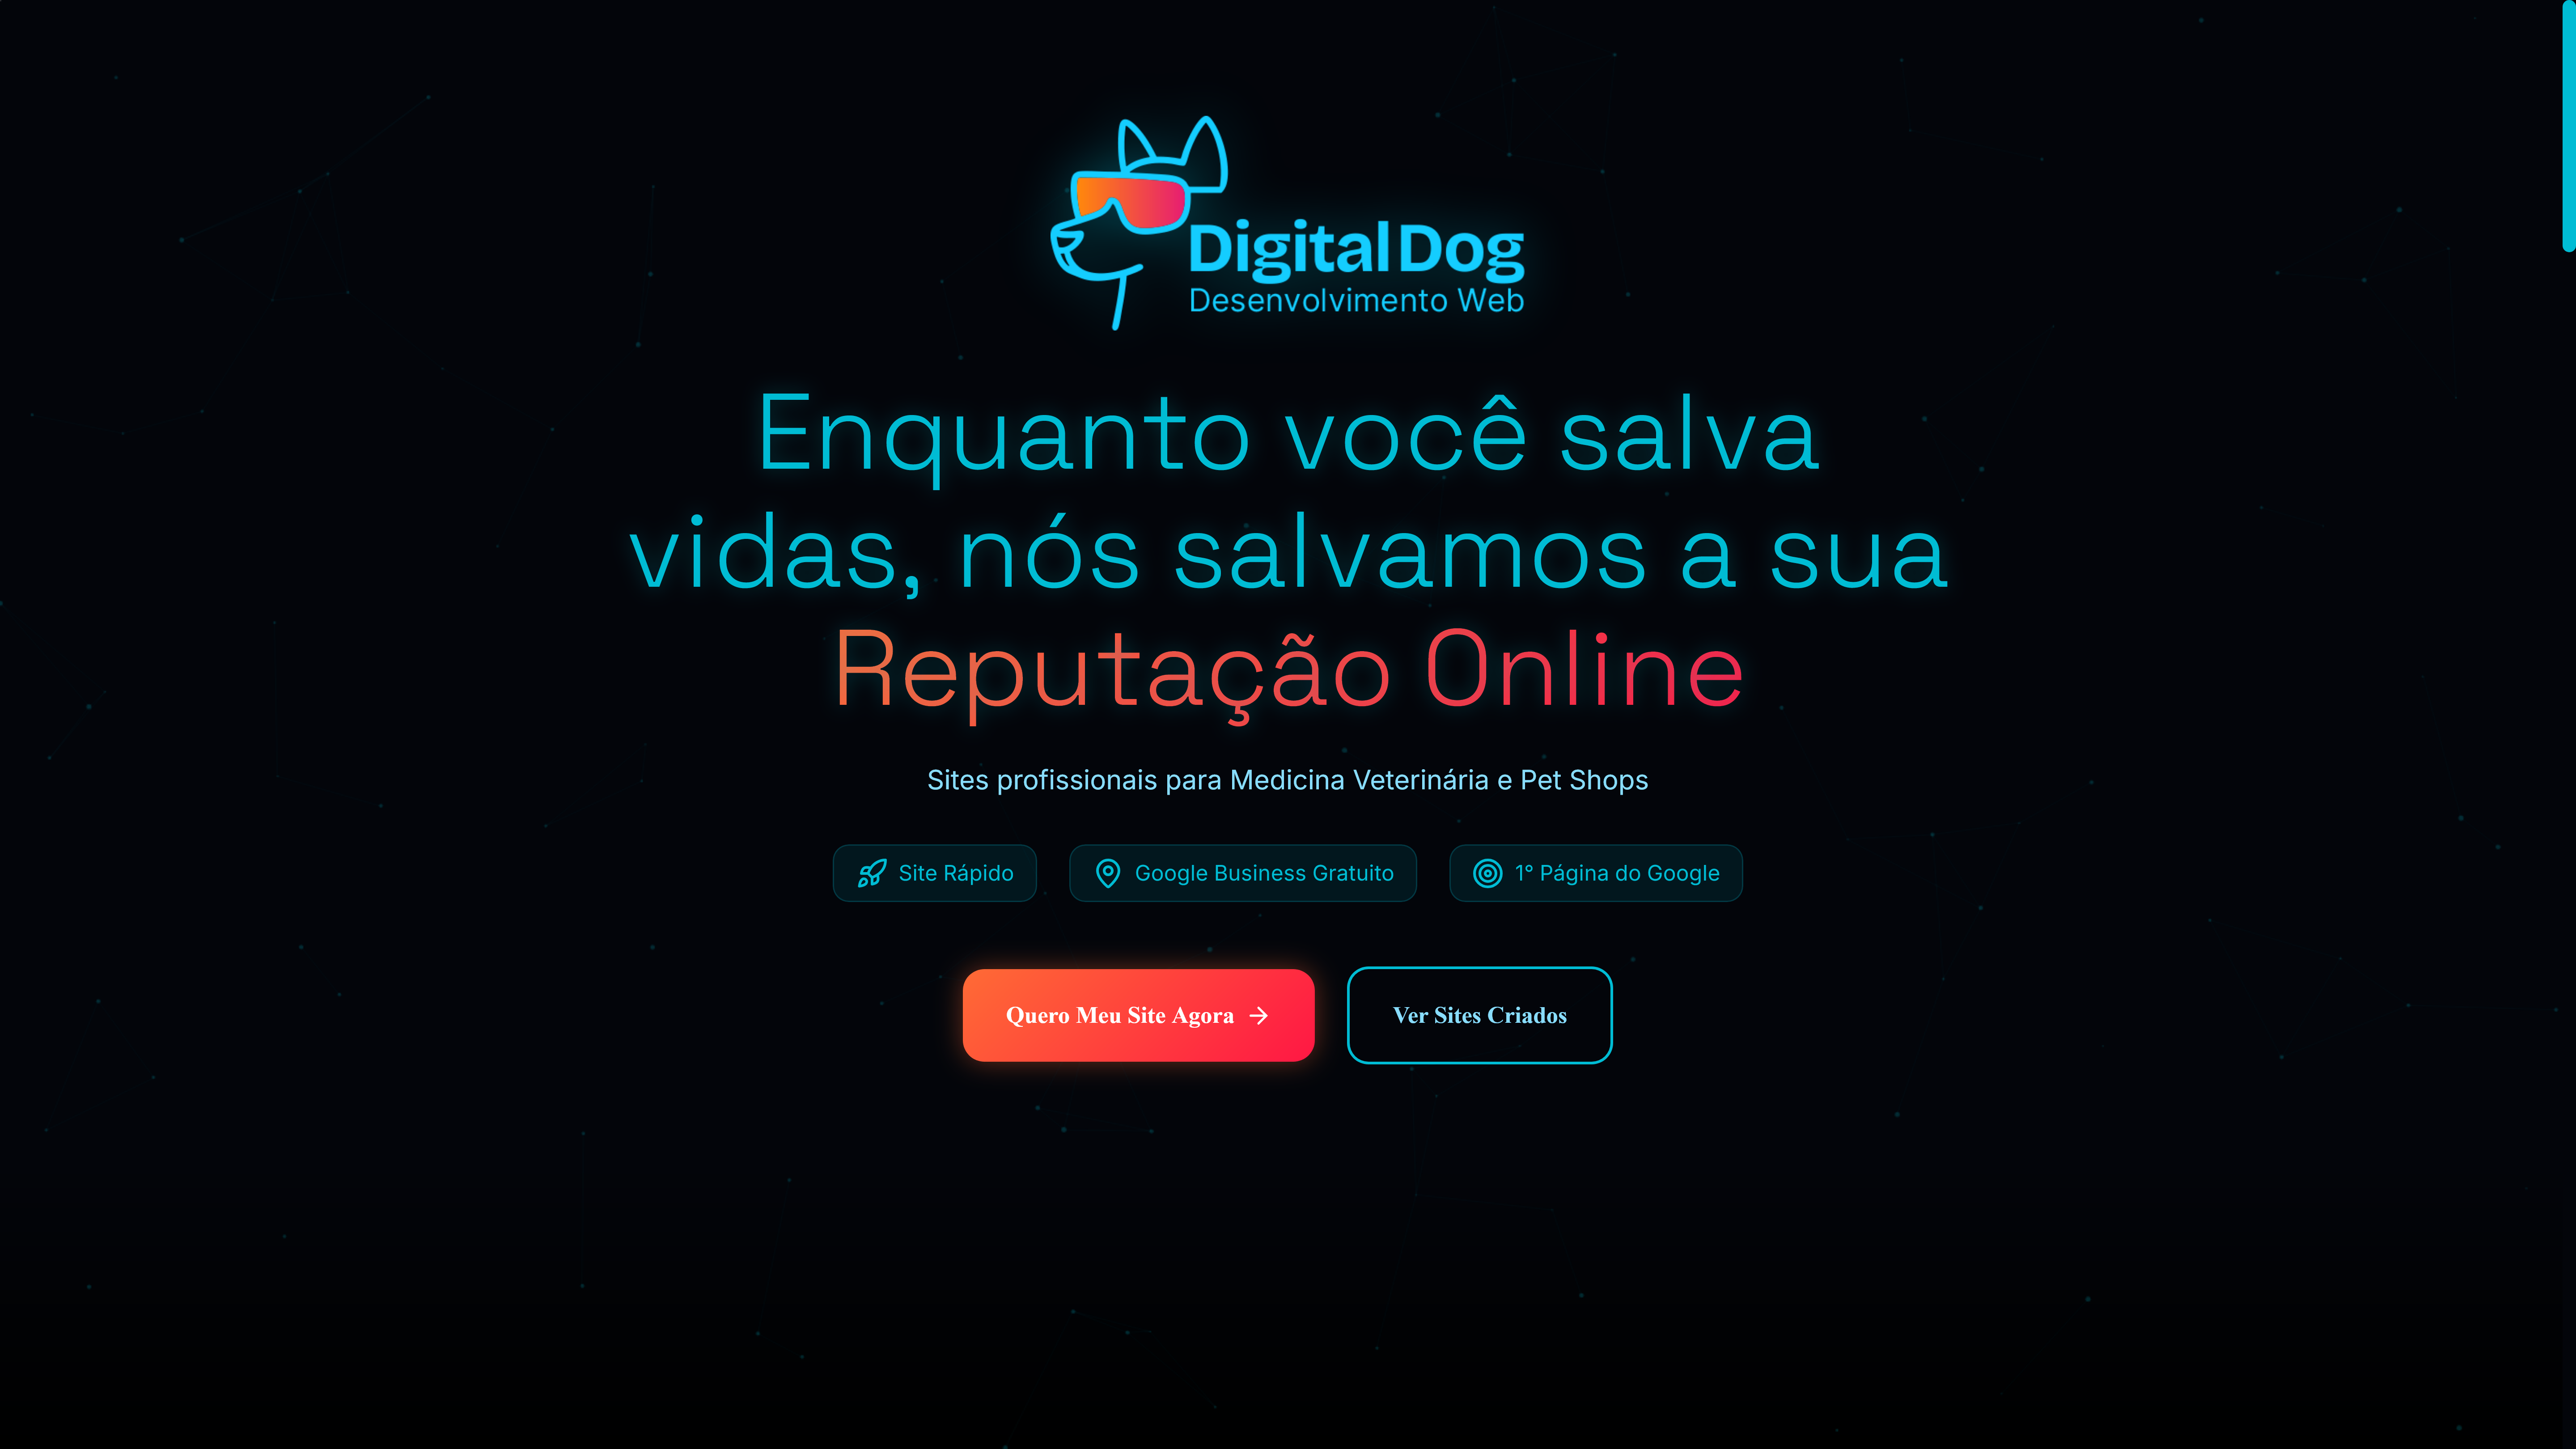 DigitalDog
Desenvolvimento Web
Enquanto você salva
vidas, nós salvamos a sua
Reputação Online
Sites profissionais para Medicina Veterinária e Pet Shops
Site Rápido
Google Business Gratuito
1° Página do Google
Quero Meu Site Agora →
Ver Sites Criados